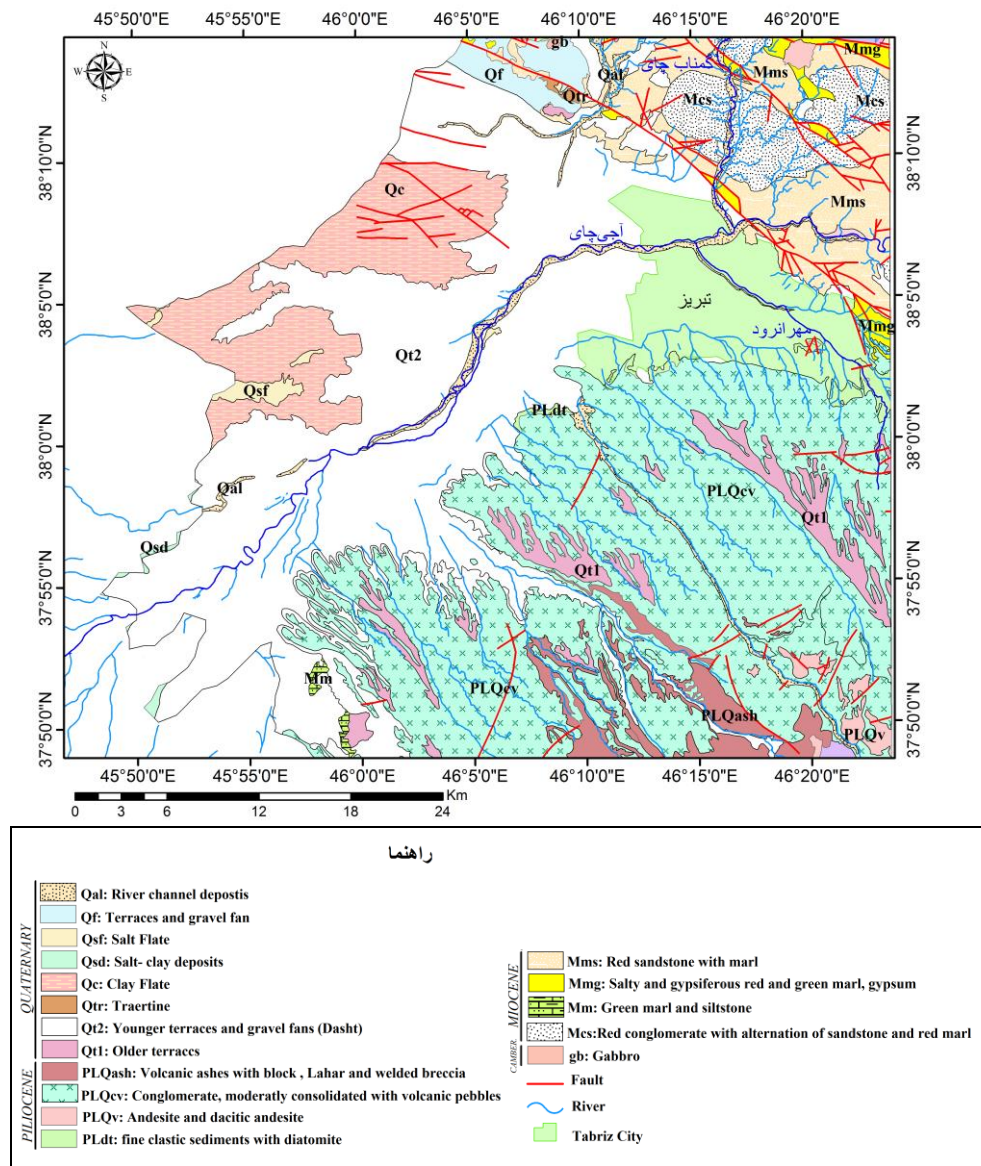 45°50'0"E 45°55'0"E 46°0'0"E 46°5'0"E 46°10'0"E 46°15'0"E 46°20'0"E
N
W E
S
gb
Qf
Qal
گمناب چای
Mms
Mmg
Qtr
Mcs
Mcs
38°10'0"N
38°10'0"N
Qc
Mms
آجی‌چای
38°5'0"N
38°5'0"N
تبریز
Mmg
مهرانرود
Qt2
Qsf
PLdt
38°0'0"N
38°0'0"N
Qal
PLQcv
Qt1
Qsd
Qt1
37°55'0"N
37°55'0"N
Mm
PLQcv
PLQash
PLQv
37°50'0"N
37°50'0"N
45°50'0"E 45°55'0"E 46°0'0"E 46°5'0"E 46°10'0"E 46°15'0"E 46°20'0"E
Km
0 3 6 12 18 24
راهنما
QUATERNARY
Qal: River channel depostis
Qf: Terraces and gravel fan
Qsf: Salt Flate
Qsd: Salt- clay deposits
Qc: Clay Flate
Qtr: Traertine
Qt2: Younger terraces and gravel fans (Dasht)
Qt1: Older terraccs
PILIOCENE
PLQash: Volcanic ashes with block , Lahar and welded breccia
PLQcv: Conglomerate, moderatly consolidated with volcanic pebbles
PLQv: Andesite and dacitic andesite
PLdt: fine clastic sediments with diatomite
MIOCENE
Mms: Red sandstone with marl
Mmg: Salty and gypsiferous red and green marl, gypsum
Mm: Green marl and siltstone
Mcs:Red conglomerate with alternation of sandstone and red marl
CAMBER.
gb: Gabbro
Fault
River
Tabriz City